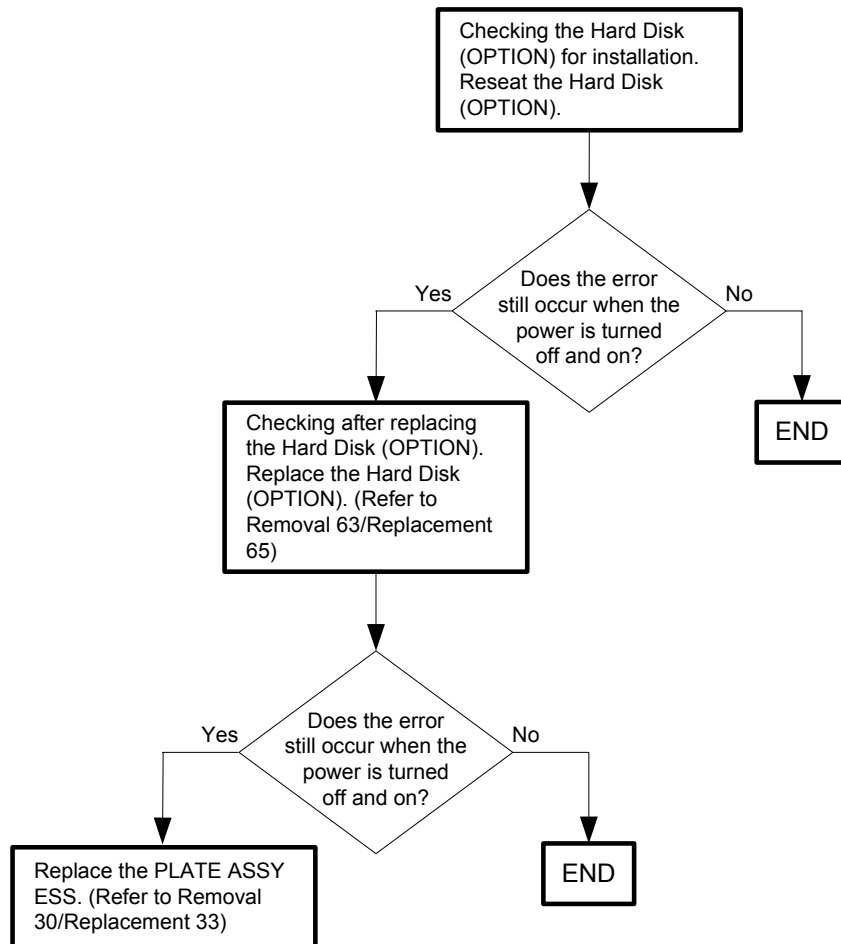 Checking the Hard Disk
(OPTION) for installation.
Reseat the Hard Disk
(OPTION).
Does the error
still occur when the
power is turned
off and on?
Yes
No
END
Checking after replacing
the Hard Disk (OPTION).
Replace the Hard Disk
(OPTION). (Refer to
Removal 63/Replacement
65)
Does the error
still occur when the
power is turned
off and on?
Yes
No
END
Replace the PLATE ASSY
ESS. (Refer to Removal
30/Replacement 33)